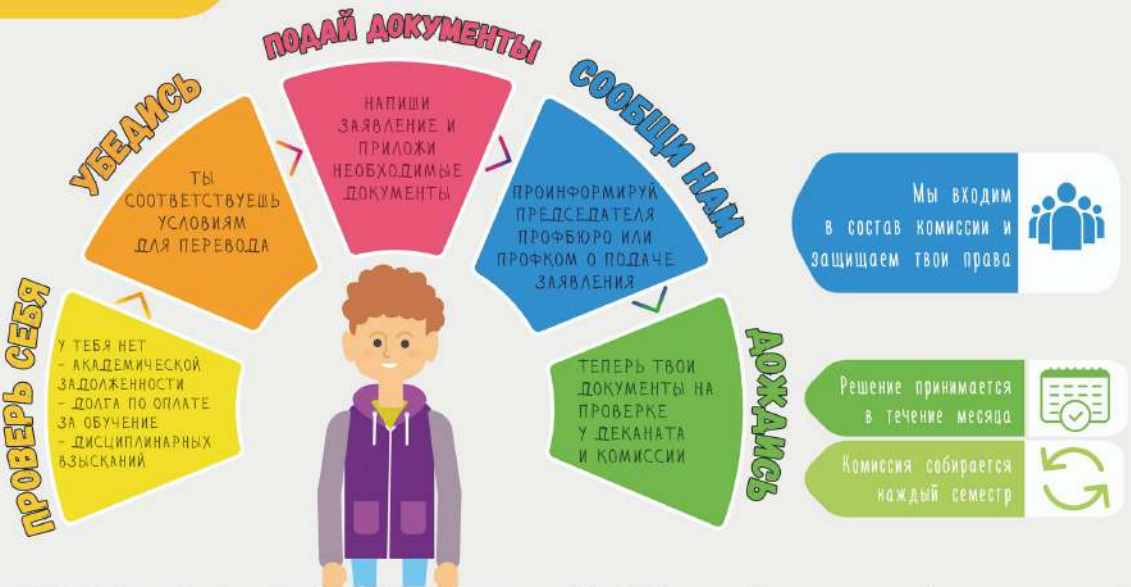 ПРОВЕРЬ СЕБЯ
У ТЕБЯ НЕТ
- АКАДЕМИЧЕСКОЙ
ЗАДОЛЖЕННОСТИ
- ДОЛГА ПО ОПЛАТЕ
ЗА ОБУЧЕНИЕ
- ДИСЦИПЛИНАРНЫХ
ВЗЫСКАНИЙ
УБЕДИСЬ
ТЫ
СООТВЕТСТВУЕШЬ
УСЛОВИЯМ
ДЛЯ ПЕРЕВОДА
ПОДАЙ ДОКУМЕНТЫ
НАПИШИ
ЗАЯВЛЕНИЕ И
ПРИЛОЖИ
НЕОБХОДИМЫЕ
ДОКУМЕНТЫ
СООБЩИ НАМ
ПРОИНФОРМИРУЙ
ПРЕДСЕДАТЕЛЯ
ПРОФБЮРО ИЛИ
ПРОФКОМ О ПОДАЧЕ
ЗАЯВЛЕНИЯ
ДОЖДИСЬ
ТЕПЕРЬ ТВОИ
ДОКУМЕНТЫ НА
ПРОВЕРКЕ
У ДЕКАНАТА
И КОМИССИИ
Мы входим
в состав комиссии и
защищаем твои права
Решение принимается
в течение месяца
Комиссия собирается
каждый семестр